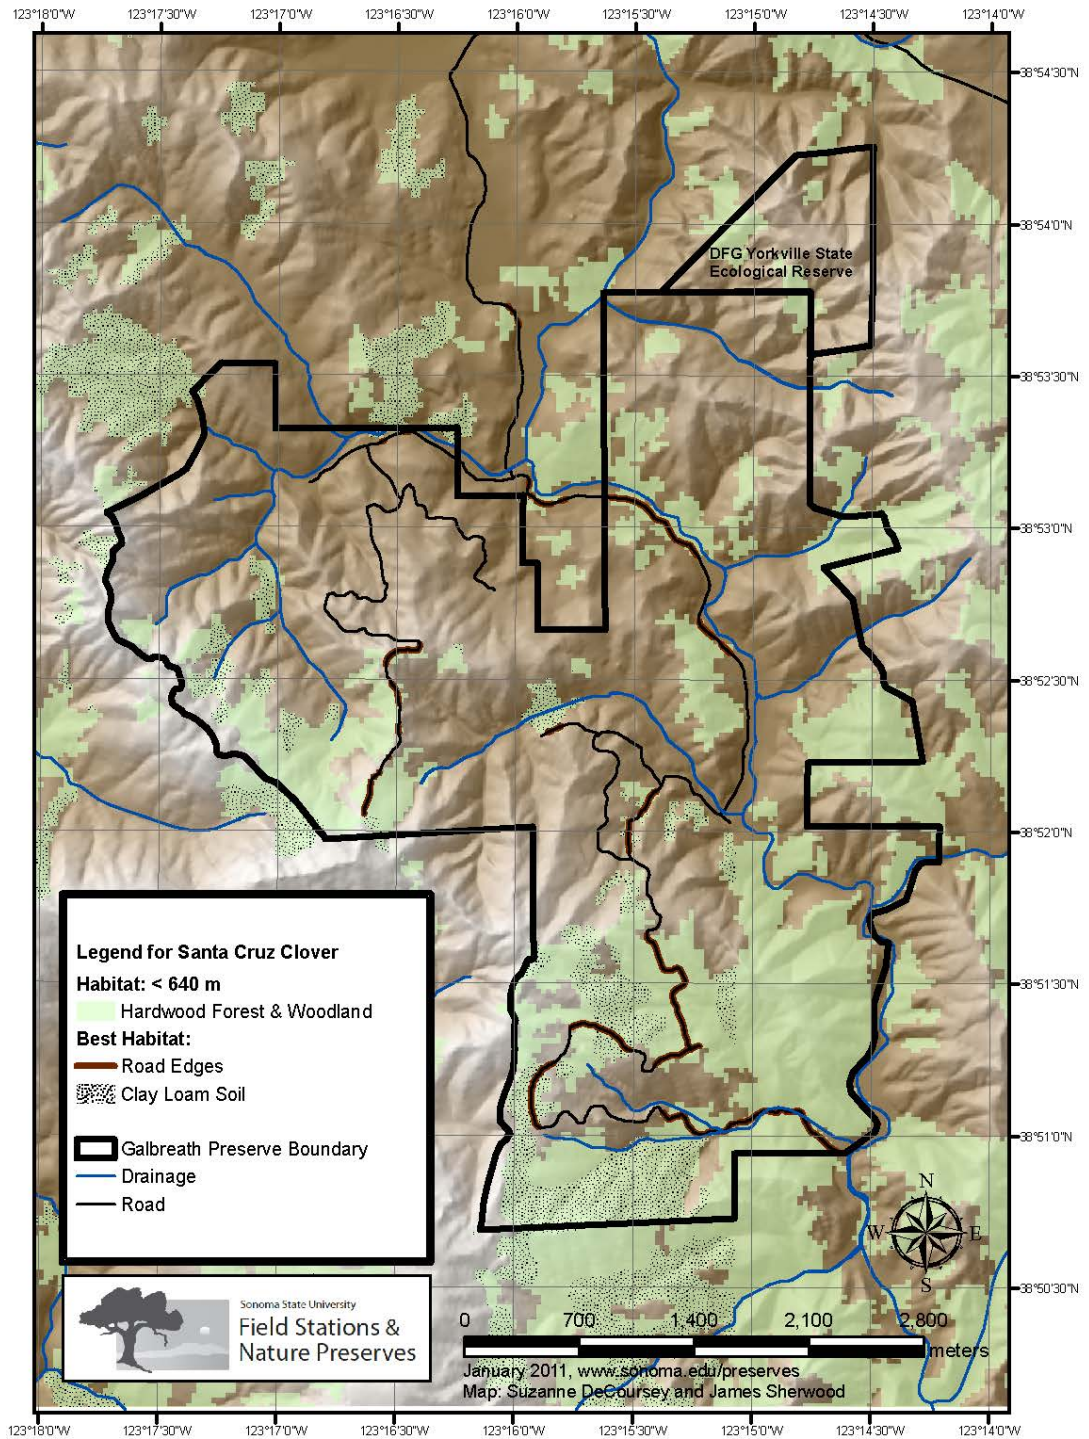 123°18'0"W 123°17'30"W 123°17'0"W 123°16'30"W 123°16'0"W 123°15'30"W 123°15'0"W 123°14'30"W 123°14'0"W
38°54'30"N
38°54'0"N
DFG Yorkville State
Ecological Reserve
38°53'30"N
38°53'0"N
38°52'30"N
38°52'0"N
Legend for Santa Cruz Clover
Habitat: < 640 m
Hardwood Forest & Woodland
Best Habitat:
Road Edges
Clay Loam Soil
Galbreath Preserve Boundary
Drainage
Road
38°51'30"N
38°51'0"N
N
W E
S
38°50'30"N
Sonoma State University
Field Stations &
Nature Preserves
0 700 1,400 2,100 2,800
meters
January 2011, www.sonoma.edu/preserves
Map: Suzanne DeCoursey and James Sherwood
123°18'0"W 123°17'30"W 123°16'30"W 123°16'0"W 123°15'30"W 123°15'0"W 123°14'30"W 123°14'0"W